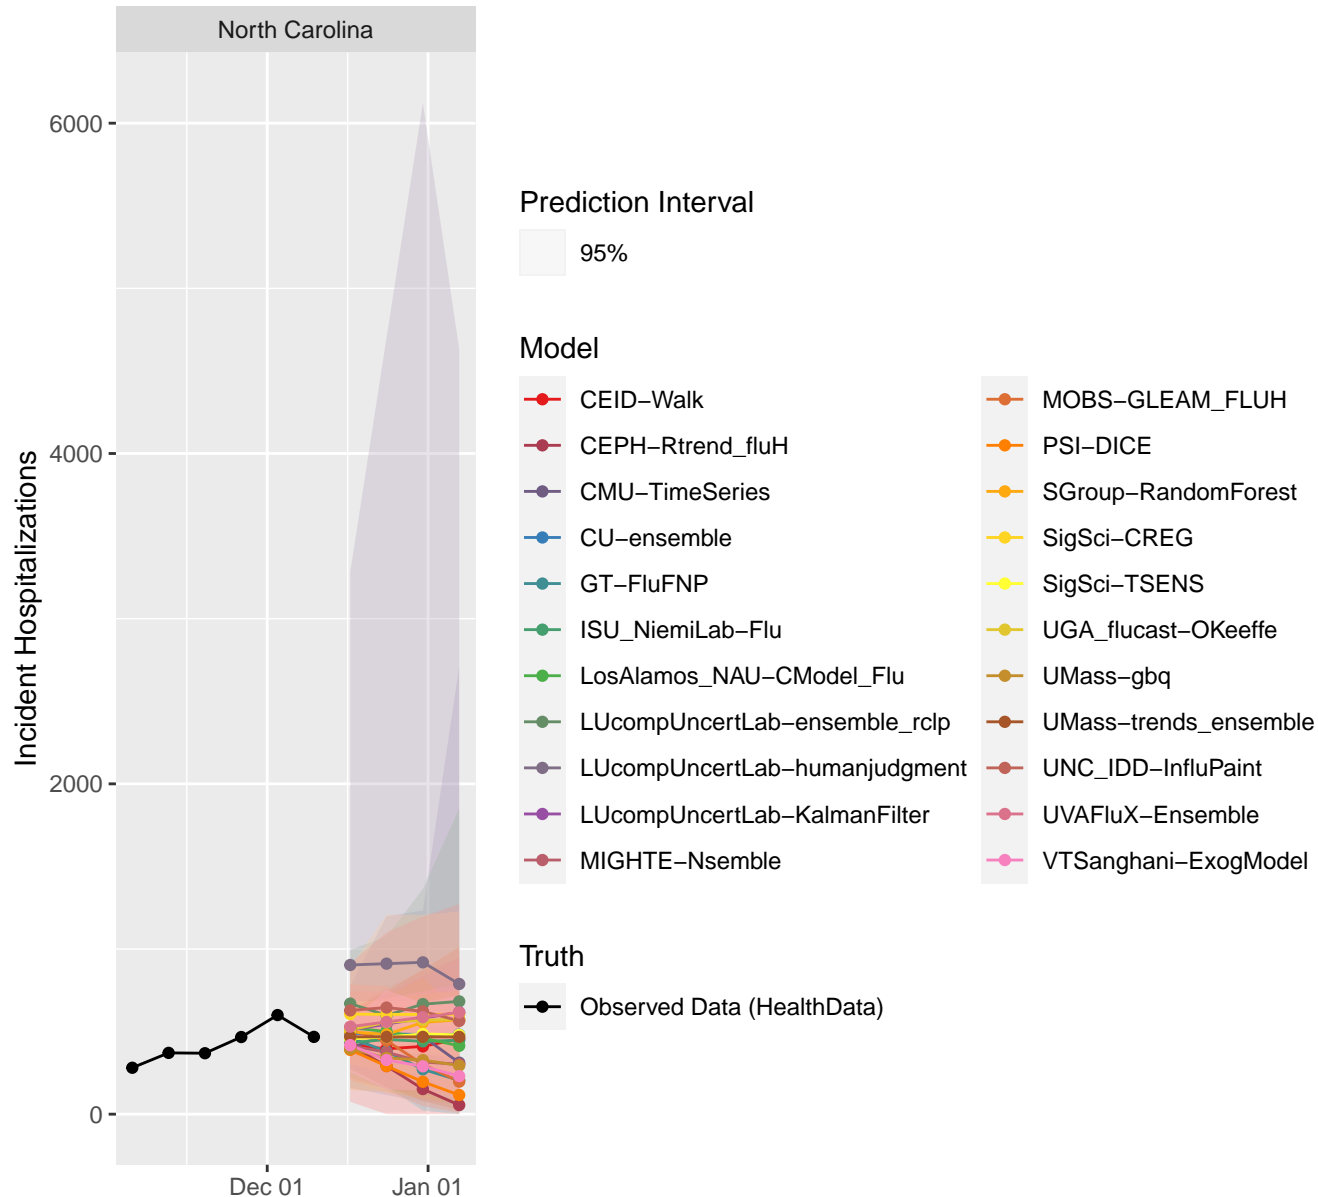 North Carolina
6000
4000
2000
0
Incident Hospitalizations
Dec 01
Jan 01
Prediction Interval
95%
Model
CEID−Walk
CEPH−Rtrend_fluH
CMU−TimeSeries
CU−ensemble
GT−FluFNP
ISU_NiemiLab−Flu
LosAlamos_NAU−CModel_Flu
LUcompUncertLab−ensemble_rclp
LUcompUncertLab−humanjudgment
LUcompUncertLab−KalmanFilter
MIGHTE−Nsemble
MOBS−GLEAM_FLUH
PSI−DICE
SGroup−RandomForest
SigSci−CREG
SigSci−TSENS
UGA_flucast−OKeeffe
UMass−gbq
UMass−trends_ensemble
UNC_IDD−InfluPaint
UVAFluX−Ensemble
VTSanghani−ExogModel
Truth
Observed Data (HealthData)